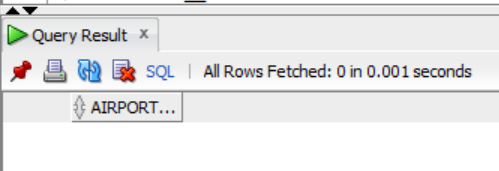 Query Result x
SQL | All Rows Fetched: 0 in 0.001 seconds
AIRPORT...